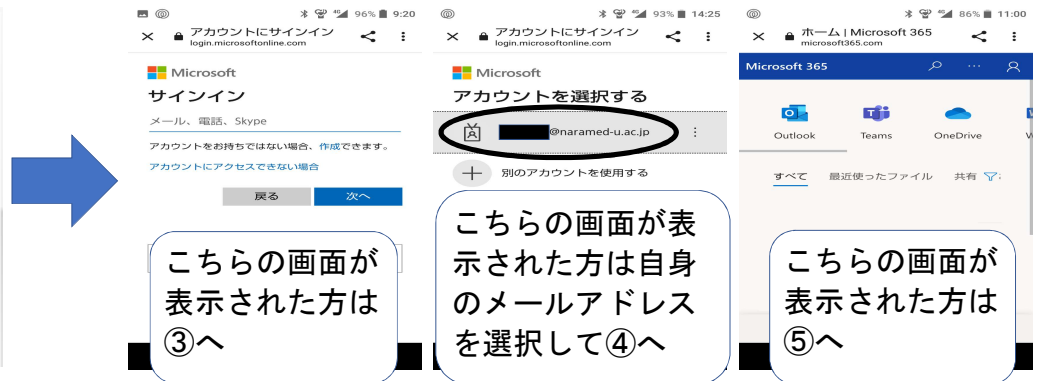 96% 9:20
アカウントにサインイン
login.microsoftonline.com
Microsoft
サインイン
メール、電話、Skype
アカウントをお持ちではない場合、作成できます。
アカウントにアクセスできない場合
戻る 次へ
こちらの画面が
表示された方は
③へ
93% 14:25
アカウントにサインイン
login.microsoftonline.com
Microsoft
アカウントを選択する
@naramed-u.ac.jp
別のアカウントを使用する
こちらの画面が表
示された方は自身
のメールアドレス
を選択して④へ
86% 11:00
ホーム | Microsoft 365
microsoft365.com
Microsoft 365
Outlook Teams OneDrive
すべて 最近使ったファイル 共有
こちらの画面が
表示された方は
⑤へ